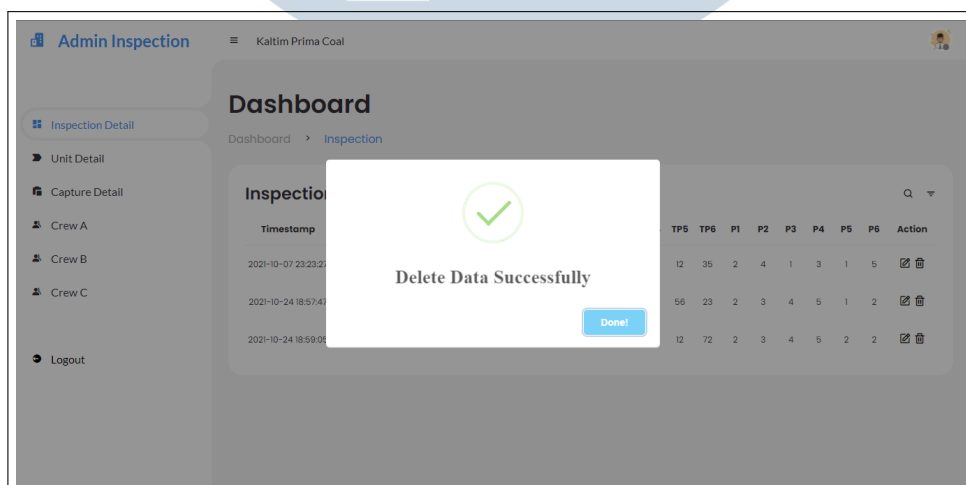 Admin Inspection
Kaltim Prima Coal
Dashboard
Dashboard > Inspection
Inspection Detail
Unit Detail
Capture Detail
Crew A
Crew B
Crew C
Logout
Timestamp TP5 TP6 P1 P2 P3 P4 P5 P6 Action
2021-10-07 23:23:27 12 35 2 4 1 3 1 5
2021-10-24 18:57:47 56 23 2 3 4 5 1 2
2021-10-24 18:59:05 12 72 2 3 4 5 2 2
Delete Data Successfully
Done!